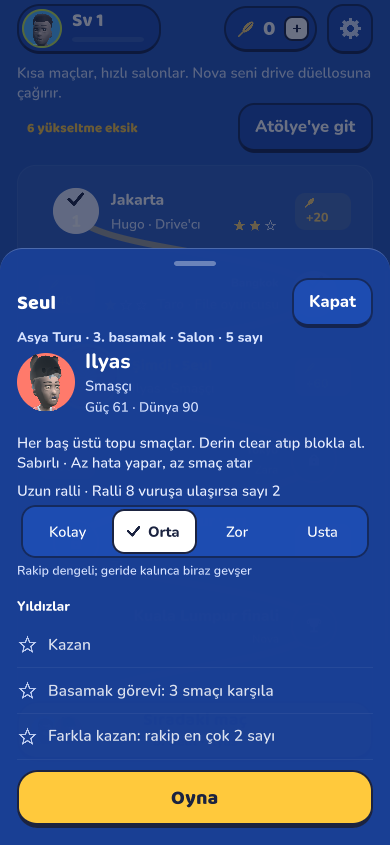 Sv 1
0
+
Kısa maçlar, hızlı salonlar. Nova seni drive düellosuna
çağırır.
6 yükseltme eksik
Atölye'ye git
Jakarta
1
Hugo · Drive'cı
+20
Seul
Kapat
Asya Turu · 3. basamak · Salon · 5 sayı
Ilyas
Smaşçı
Güç 61 · Dünya 90
Her baş üstü topu smaçlar. Derin clear atıp blokla al.
Sabırlı · Az hata yapar, az smaç atar
Uzun ralli · Ralli 8 vuruşa ulaşırsa sayı 2
Kolay
Orta
Zor
Usta
Rakip dengeli; geride kalınca biraz gevşer
Yıldızlar
Kazan
Basamak görevi: 3 smaçı karşıla
Farkla kazan: rakip en çok 2 sayı
Oyna